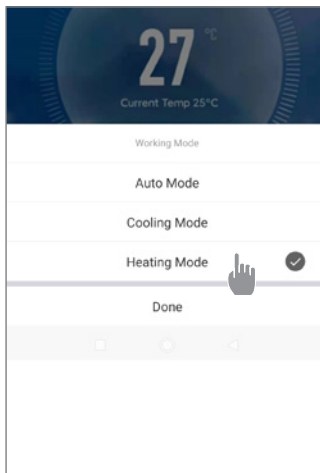 27 °C
Current Temp 25°C
Working Mode
Auto Mode
Cooling Mode
Heating Mode
Done